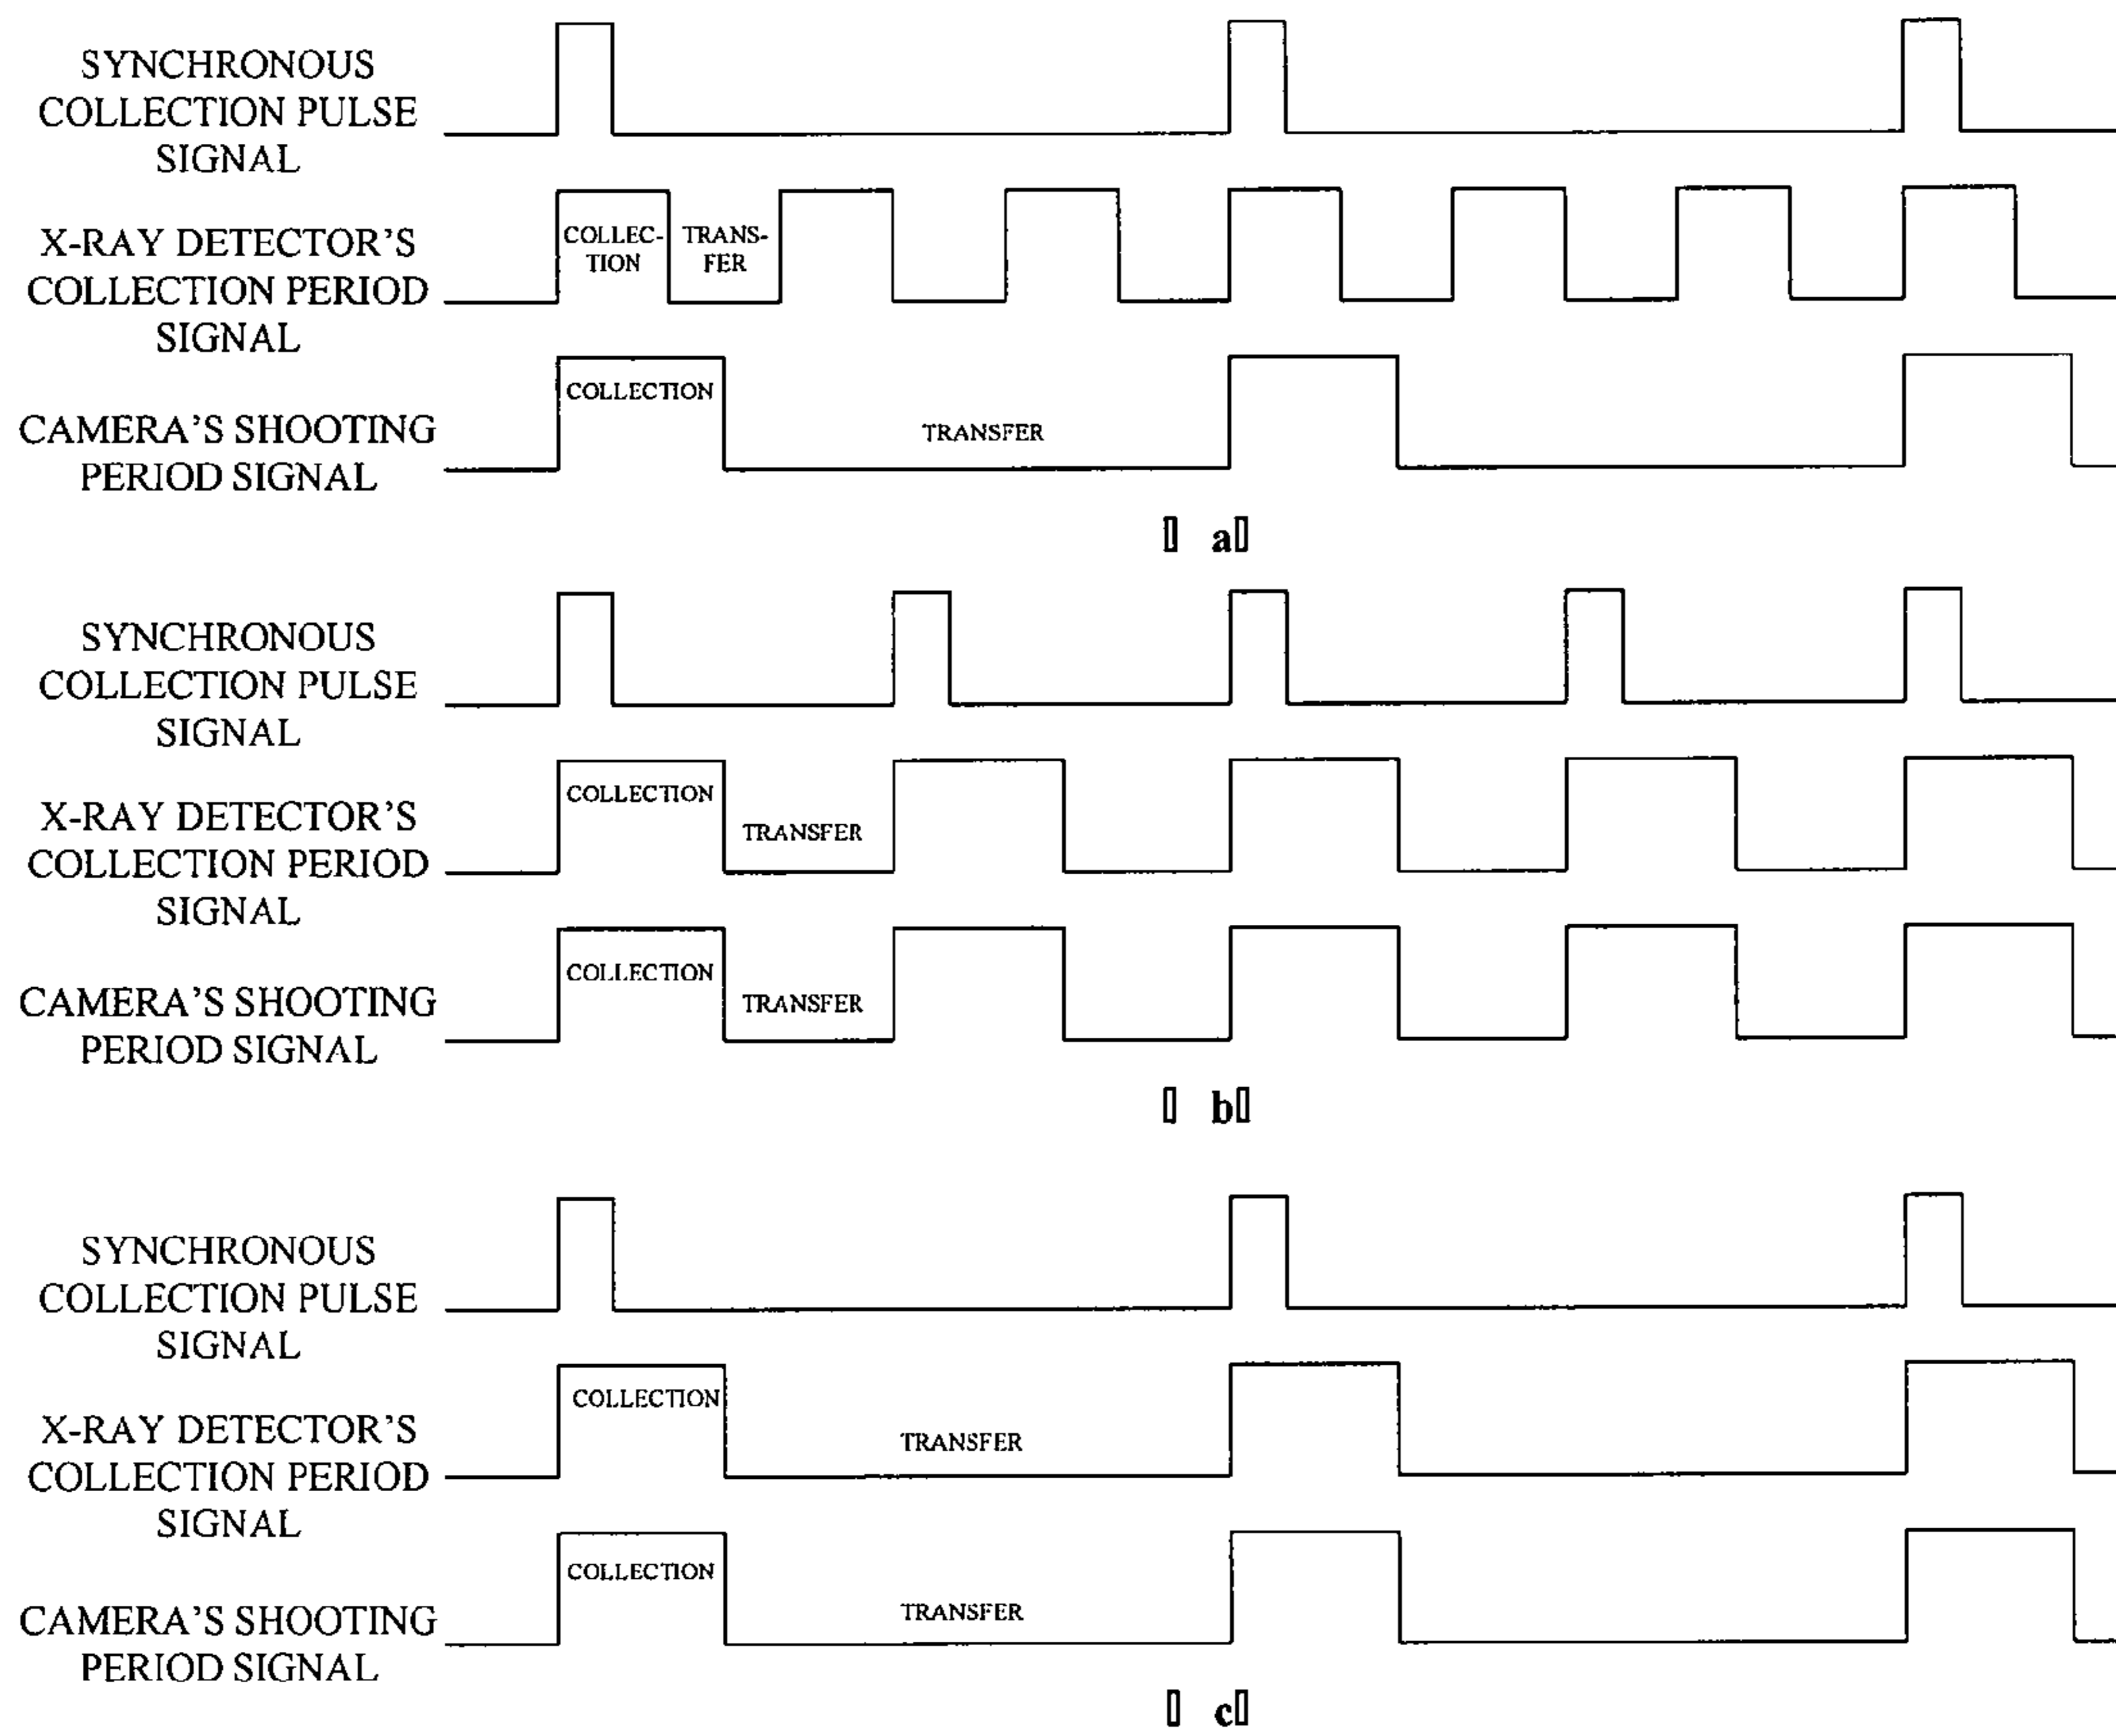 SYNCHRONOUS
COLLECTION PULSE
SIGNAL
X-RAY DETECTOR'S
COLLECTION PERIOD
SIGNAL
COLLEC-
TION
TRANS-
FER
CAMERA'S SHOOTING
PERIOD SIGNAL
COLLECTION
TRANSFER
a
SYNCHRONOUS
COLLECTION PULSE
SIGNAL
X-RAY DETECTOR'S
COLLECTION PERIOD
SIGNAL
COLLECTION
TRANSFER
CAMERA'S SHOOTING
PERIOD SIGNAL
COLLECTION
TRANSFER
b
SYNCHRONOUS
COLLECTION PULSE
SIGNAL
X-RAY DETECTOR'S
COLLECTION PERIOD
SIGNAL
COLLECTION
TRANSFER
CAMERA'S SHOOTING
PERIOD SIGNAL
COLLECTION
TRANSFER
c